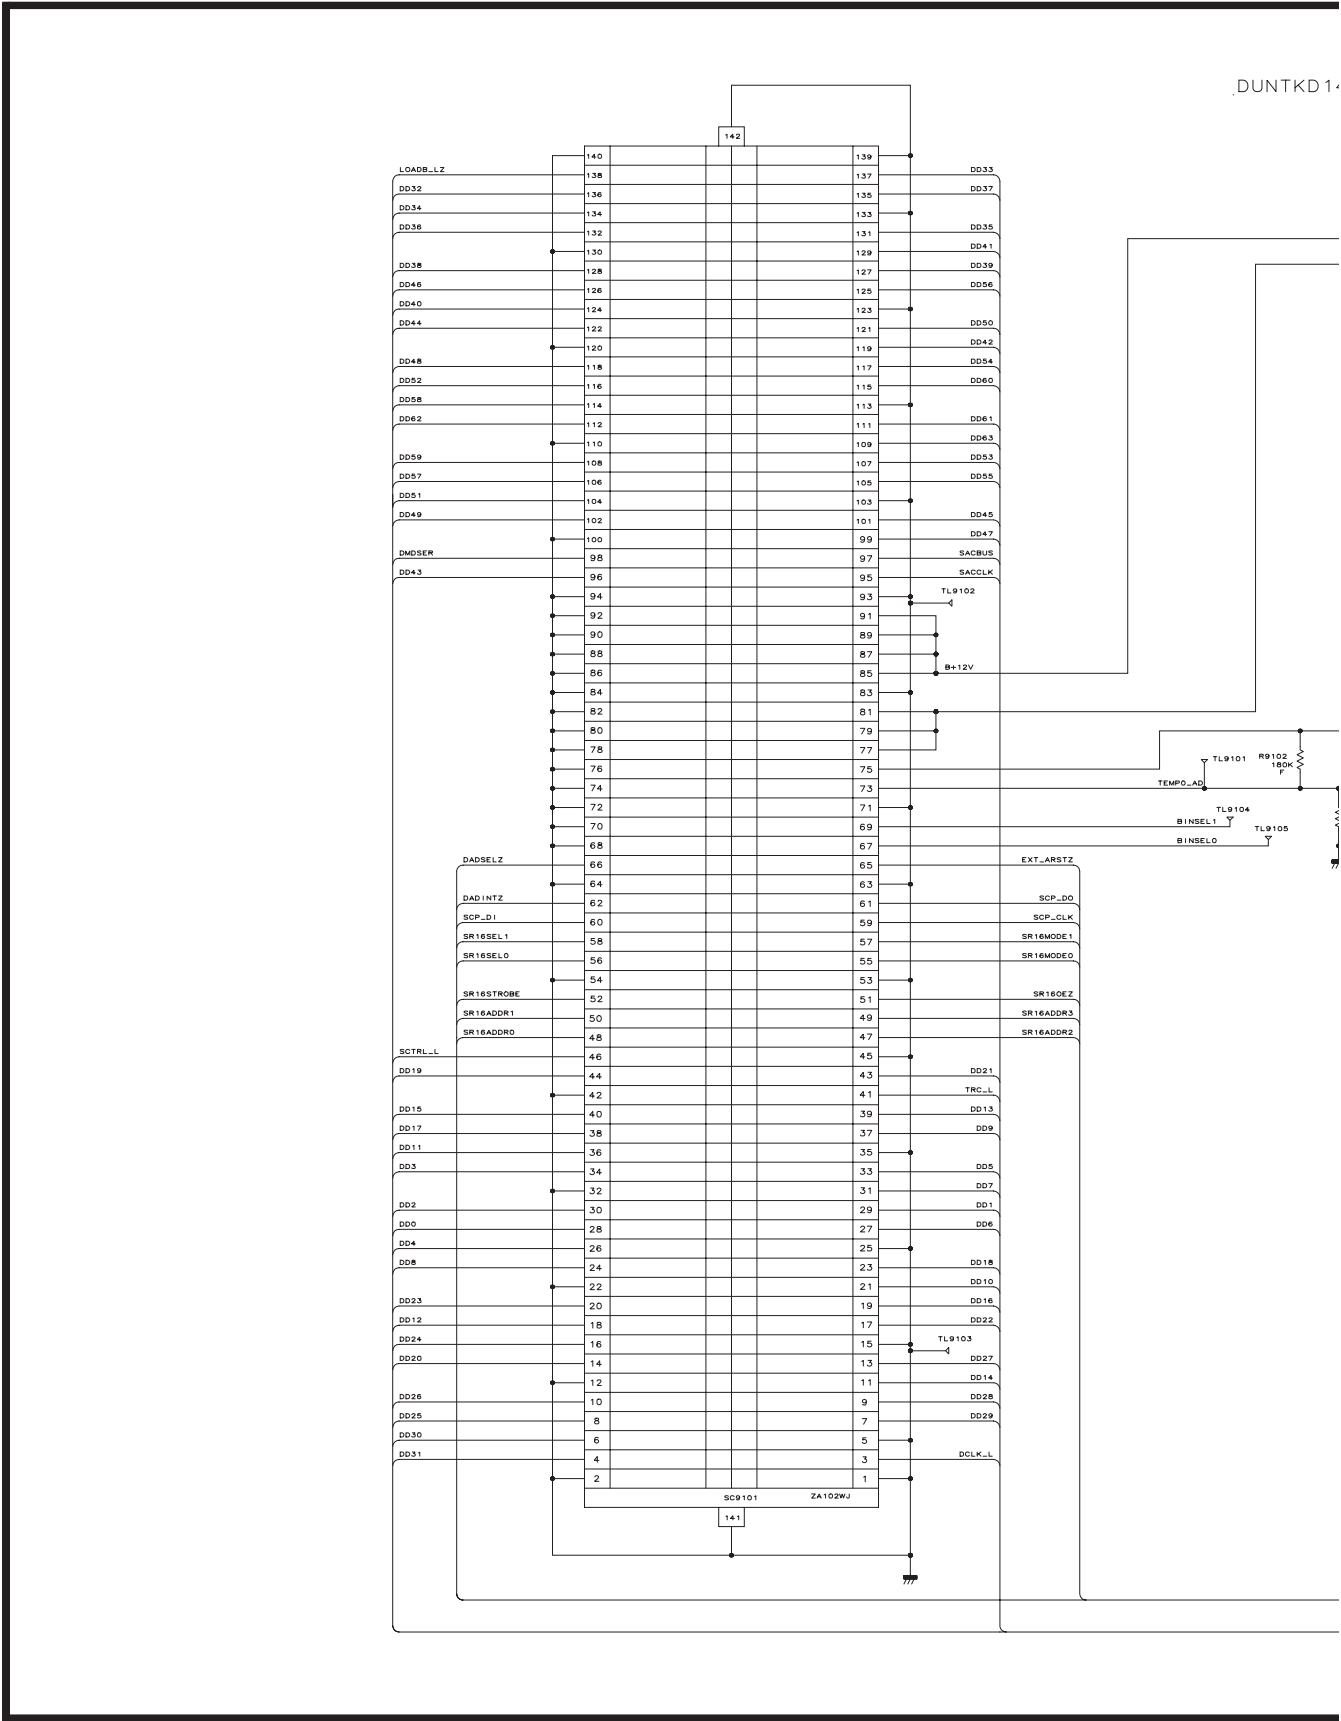 DUNTKD14
142
140 139
LOADB_LZ 138 137 DD33
DD32 136 135 DD37
DD34 134 133
DD36 132 131 DD35
130 129 DD41
DD38 128 127 DD39
DD46 126 125 DD56
DD40 124 123
DD44 122 121 DD50
120 119 DD42
DD48 118 117 DD54
DD52 116 115 DD60
DD58 114 113
DD62 112 111 DD61
110 109 DD63
DD59 108 107 DD53
DD57 106 105 DD55
DD51 104 103
DD49 102 101 DD45
100 99 DD47
DMDSER 98 97 SACBUS
DD43 96 95 SACCLK
94 93 TL9102
92 91
90 89
88 87
86 85 B+12V
84 83
82 81
80 79
78 77
76 75 TL9101 R9102 180K F
74 73 TEMP0_AD
72 71 TL9104
70 69 BINSEL1 TL9105
68 67 BINSEL0
DADSELZ 66 65 EXT_ARSTZ
64 63
DADINTZ 62 61 SCP_DO
SCP_DI 60 59 SCP_CLK
SR16SEL1 58 57 SR16MODE1
SR16SEL0 56 55 SR16MODE0
54 53
SR16STROBE 52 51 SR16OEZ
SR16ADDR1 50 49 SR16ADDR3
SR16ADDR0 48 47 SR16ADDR2
SCTRL_L 46 45
DD19 44 43 DD21
42 41 TRC_L
DD15 40 39 DD13
DD17 38 37 DD9
DD11 36 35
DD3 34 33 DD5
32 31 DD7
DD2 30 29 DD1
DD0 28 27 DD6
DD4 26 25
DD8 24 23 DD18
22 21 DD10
DD23 20 19 DD16
DD12 18 17 DD22
DD24 16 15 TL9103
DD20 14 13 DD27
12 11 DD14
DD26 10 9 DD28
DD25 8 7 DD29
DD30 6 5
DD31 4 3 DCLK_L
2 1
SC9101 ZA102WJ
141